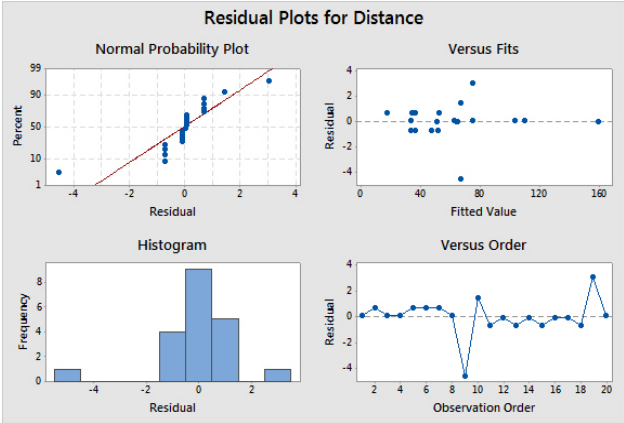 Residual Plots for Distance
Normal Probability Plot
99
90
50
10
1
Percent
-4 -2 0 2 4
Residual
Versus Fits
4
2
0
-2
-4
Residual
0 40 80 120 160
Fitted Value
Histogram
8
6
4
2
0
Frequency
-4 -2 0 2
Residual
Versus Order
4
2
0
-2
-4
Residual
2 4 6 8 10 12 14 16 18 20
Observation Order